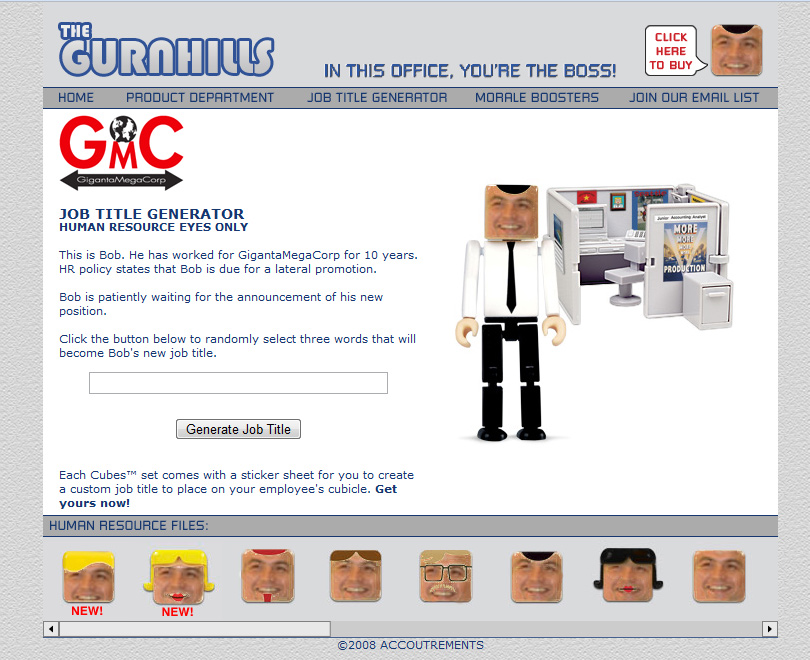 THE
GURNHILLS
IN THIS OFFICE, YOU'RE THE BOSS!
CLICK
HERE
TO BUY
HOME PRODUCT DEPARTMENT JOB TITLE GENERATOR MORALE BOOSTERS JOIN OUR EMAIL LIST
GMC
GigantaMegaCorp
JOB TITLE GENERATOR
HUMAN RESOURCE EYES ONLY
This is Bob. He has worked for GigantaMegaCorp for 10 years.
HR policy states that Bob is due for a lateral promotion.
Bob is patiently waiting for the announcement of his new
position.
Click the button below to randomly select three words that will
become Bob's new job title.
Generate Job Title
Each Cubes™ set comes with a sticker sheet for you to create
a custom job title to place on your employee's cubicle. Get
yours now!
Junior Accounting Analyst
MORE
MORE
MORE
PRODUCTION
HUMAN RESOURCE FILES:
NEW!
NEW!
©2008 ACCOUTREMENTS